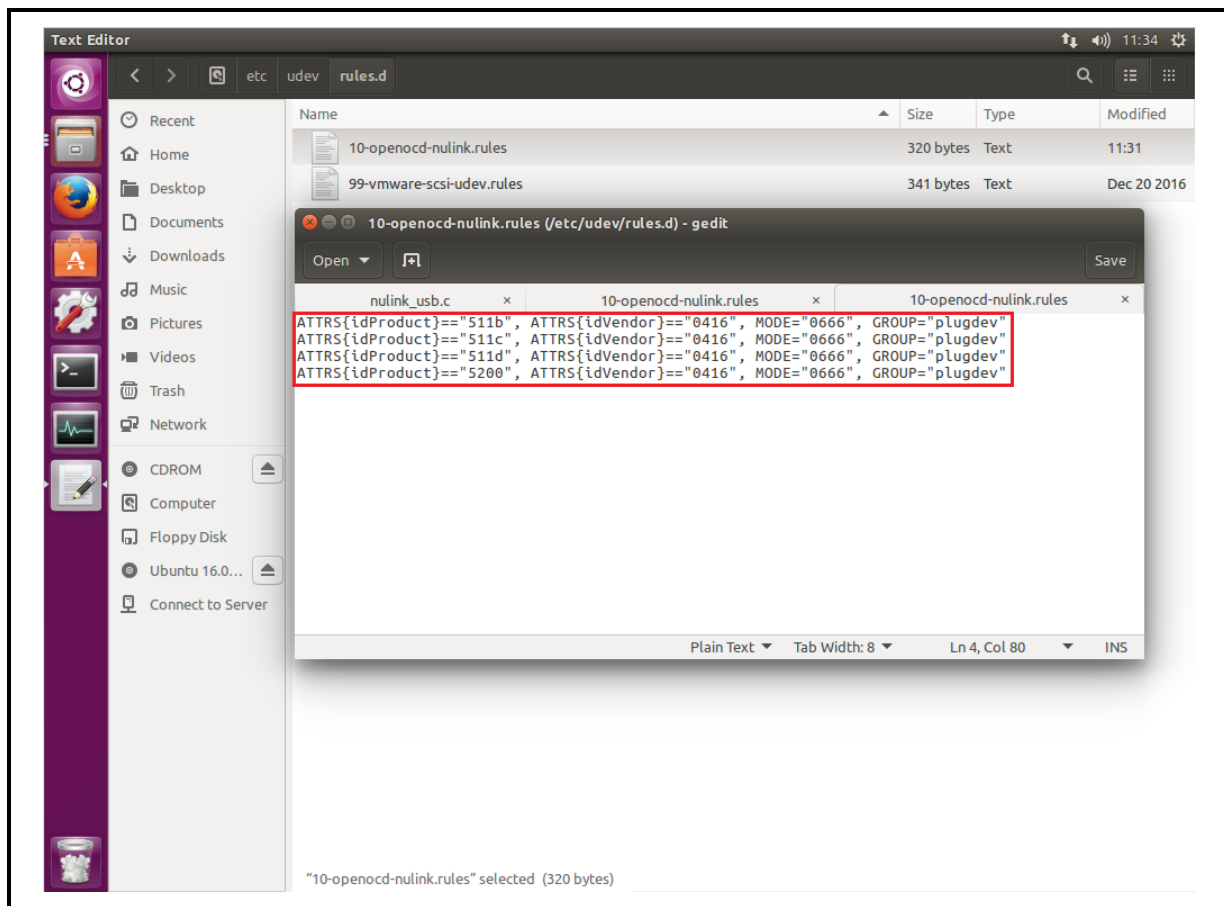 Text Editor
11:34
etc udev rules.d
Name Size Type Modified
10-openocd-nulink.rules 320 bytes Text 11:31
99-vmware-scsi-udev.rules 341 bytes Text Dec 20 2016
Recent
Home
Desktop
Documents
Downloads
Music
Pictures
Videos
Trash
Network
CDROM
Computer
Floppy Disk
Ubuntu 16.0...
Connect to Server
10-openocd-nulink.rules (/etc/udev/rules.d) - gedit
Open Save
nulink_usb.c × 10-openocd-nulink.rules × 10-openocd-nulink.rules ×
ATTRS{idProduct}=="511b", ATTRS{idVendor}=="0416", MODE="0666", GROUP="plugdev"
ATTRS{idProduct}=="511c", ATTRS{idVendor}=="0416", MODE="0666", GROUP="plugdev"
ATTRS{idProduct}=="511d", ATTRS{idVendor}=="0416", MODE="0666", GROUP="plugdev"
ATTRS{idProduct}=="5200", ATTRS{idVendor}=="0416", MODE="0666", GROUP="plugdev"
Plain Text Tab Width: 8 Ln 4, Col 80 INS
"10-openocd-nulink.rules" selected (320 bytes)